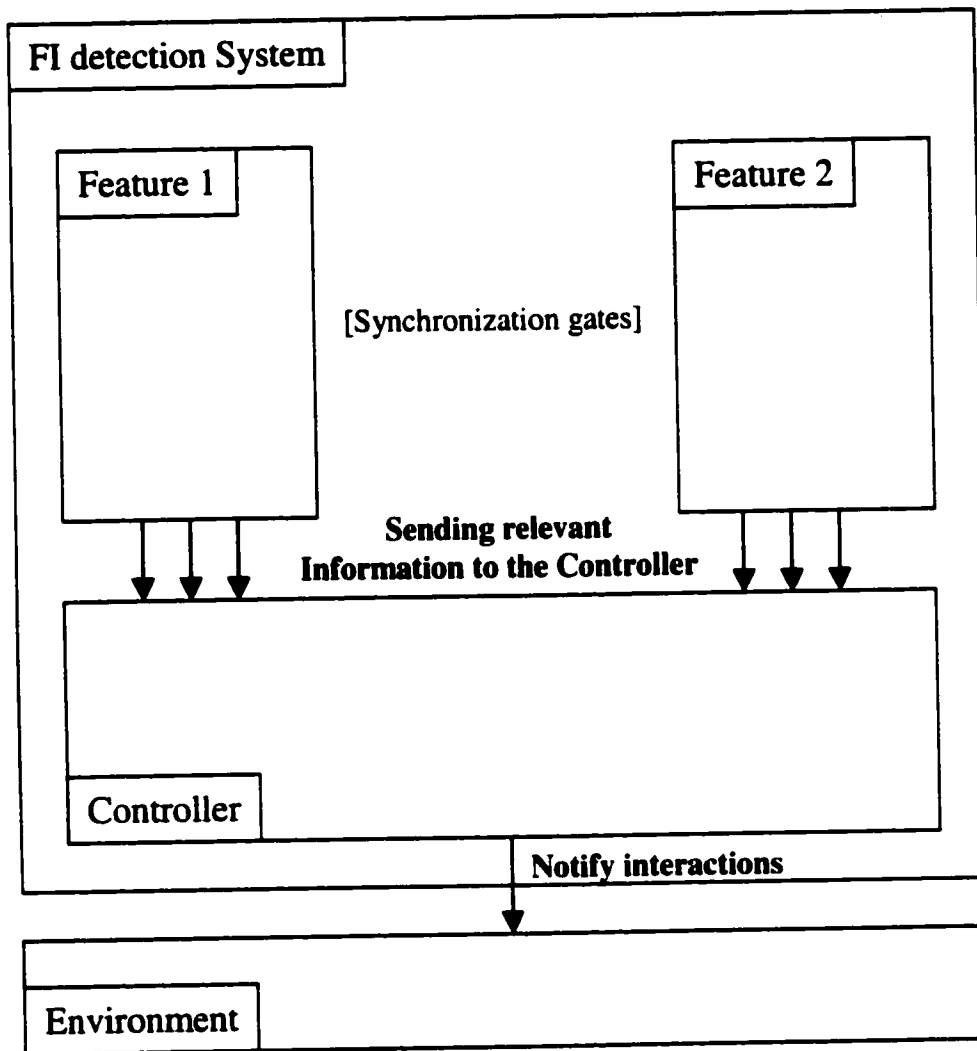 FI detection System
Feature 1
Feature 2
[Synchronization gates]
Sending relevant
Information to the Controller
Controller
Notify interactions
Environment